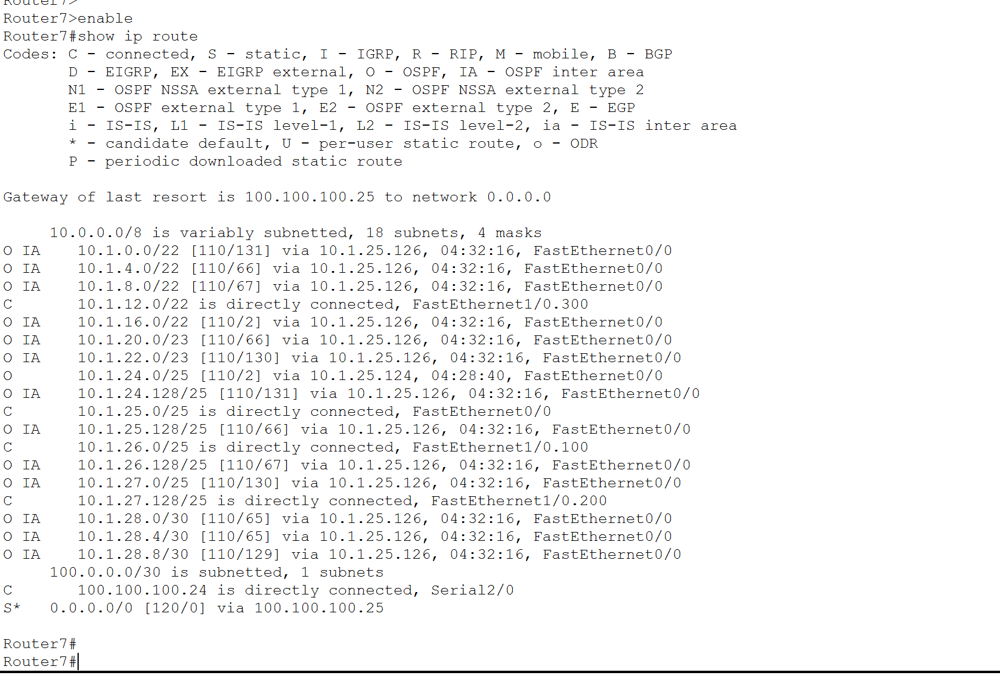 Router7>
Router7>enable
Router7#show ip route
Codes: C - connected, S - static, I - IGRP, R - RIP, M - mobile, B - BGP
       D - EIGRP, EX - EIGRP external, O - OSPF, IA - OSPF inter area
       N1 - OSPF NSSA external type 1, N2 - OSPF NSSA external type 2
       E1 - OSPF external type 1, E2 - OSPF external type 2, E - EGP
       i - IS-IS, L1 - IS-IS level-1, L2 - IS-IS level-2, ia - IS-IS inter area
       * - candidate default, U - per-user static route, o - ODR
       P - periodic downloaded static route
Gateway of last resort is 100.100.100.25 to network 0.0.0.0
     10.0.0.0/8 is variably subnetted, 18 subnets, 4 masks
O IA    10.1.0.0/22 [110/131] via 10.1.25.126, 04:32:16, FastEthernet0/0
O IA    10.1.4.0/22 [110/66] via 10.1.25.126, 04:32:16, FastEthernet0/0
O IA    10.1.8.0/22 [110/67] via 10.1.25.126, 04:32:16, FastEthernet0/0
C       10.1.12.0/22 is directly connected, FastEthernet1/0.300
O IA    10.1.16.0/22 [110/2] via 10.1.25.126, 04:32:16, FastEthernet0/0
O IA    10.1.20.0/23 [110/66] via 10.1.25.126, 04:32:16, FastEthernet0/0
O IA    10.1.22.0/23 [110/130] via 10.1.25.126, 04:32:16, FastEthernet0/0
O       10.1.24.0/25 [110/2] via 10.1.25.124, 04:28:40, FastEthernet0/0
O IA    10.1.24.128/25 [110/131] via 10.1.25.126, 04:32:16, FastEthernet0/0
C       10.1.25.0/25 is directly connected, FastEthernet0/0
O IA    10.1.25.128/25 [110/66] via 10.1.25.126, 04:32:16, FastEthernet0/0
C       10.1.26.0/25 is directly connected, FastEthernet1/0.100
O IA    10.1.26.128/25 [110/67] via 10.1.25.126, 04:32:16, FastEthernet0/0
O IA    10.1.27.0/25 [110/130] via 10.1.25.126, 04:32:16, FastEthernet0/0
C       10.1.27.128/25 is directly connected, FastEthernet1/0.200
O IA    10.1.28.0/30 [110/65] via 10.1.25.126, 04:32:16, FastEthernet0/0
O IA    10.1.28.4/30 [110/65] via 10.1.25.126, 04:32:16, FastEthernet0/0
O IA    10.1.28.8/30 [110/129] via 10.1.25.126, 04:32:16, FastEthernet0/0
     100.0.0.0/30 is subnetted, 1 subnets
C       100.100.100.24 is directly connected, Serial2/0
S*   0.0.0.0/0 [120/0] via 100.100.100.25
Router7#
Router7#